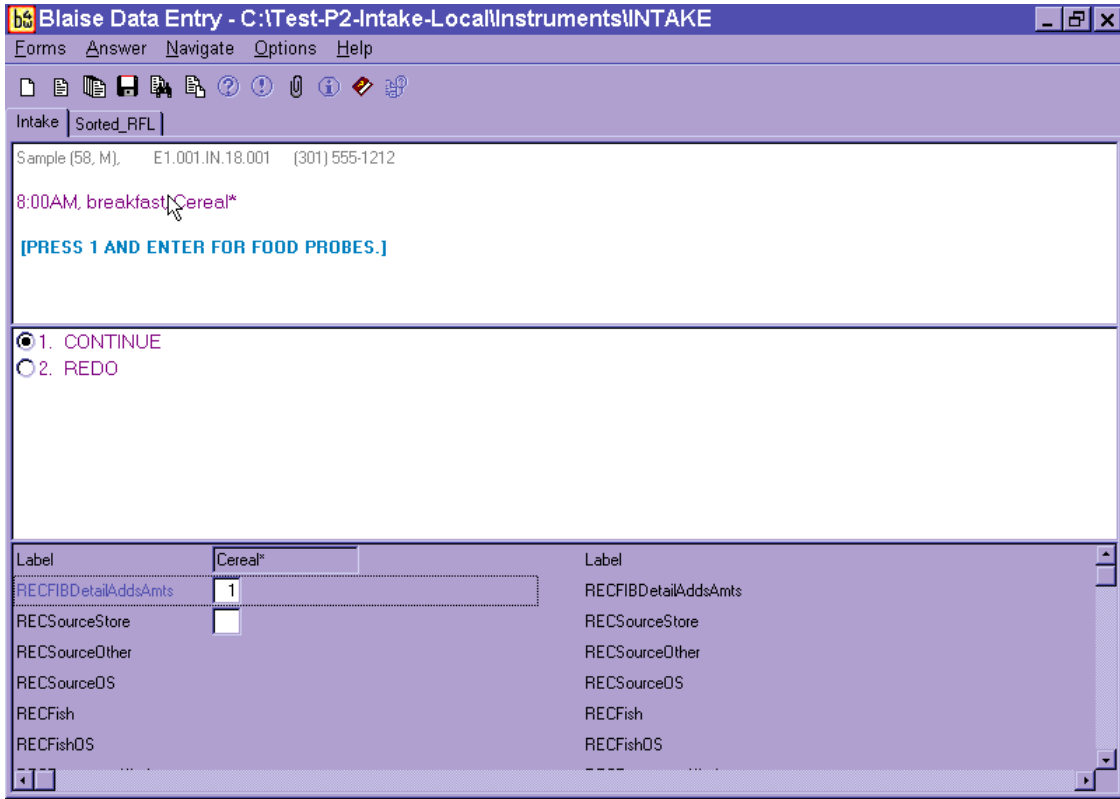 Blaise Data Entry - C:\Test-P2-Intake-Local\Instruments\INTAKE
Forms Answer Navigate Options Help
Intake Sorted_RFL
Sample (58, M), E1.001.IN.18.001 (301) 555-1212
8:00AM, breakfast, Cereal*
[PRESS 1 AND ENTER FOR FOOD PROBES.]
1. CONTINUE
2. REDO
Label Cereal* Label
RECFIBDetailAddsAmts 1 RECFIBDetailAddsAmts
RECSourceStore RECSourceStore
RECSourceOther RECSourceOther
RECSourceOS RECSourceOS
RECFish RECFish
RECFishOS RECFishOS